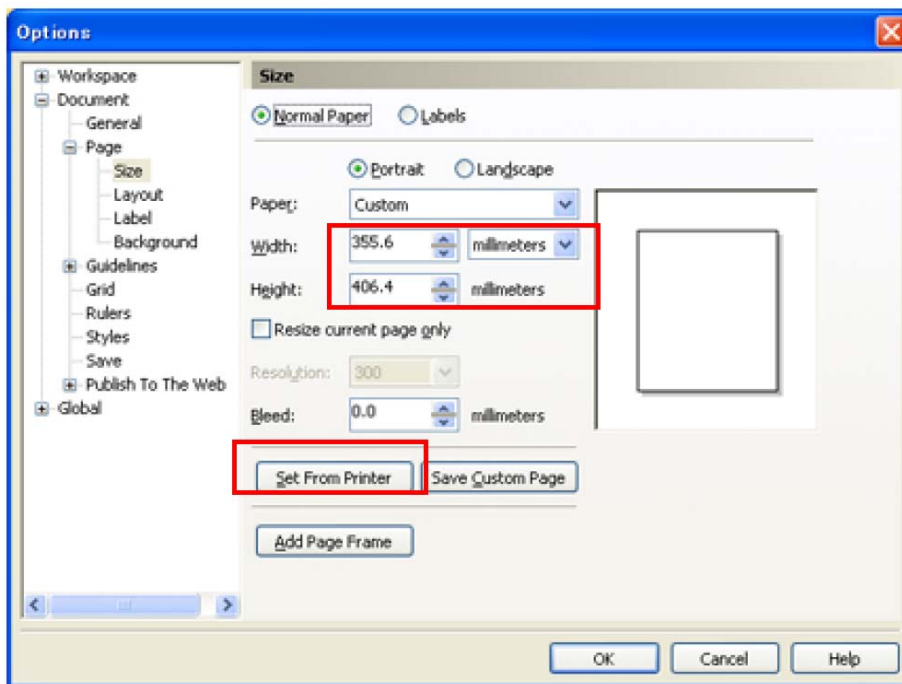 Options
Workspace
Document
General
Page
Size
Layout
Label
Background
Guidelines
Grid
Rulers
Styles
Save
Publish To The Web
Global
Size
Normal Paper Labels
Portrait Landscape
Paper: Custom
Width: 355.6 millimeters
Height: 406.4 millimeters
Resize current page only
Resolution: 300
Bleed: 0.0 millimeters
Set From Printer Save Custom Page
Add Page Frame
OK Cancel Help